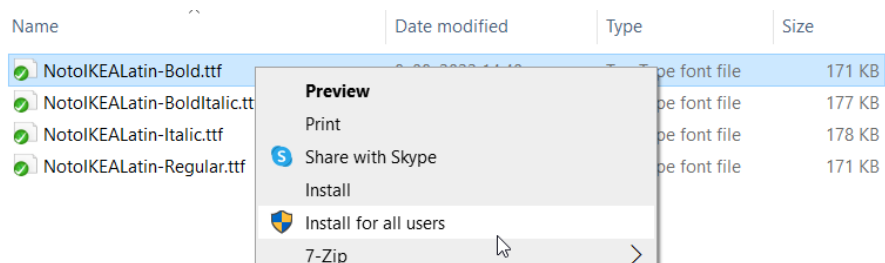 Name Date modified Type Size
NotoIKEALatin-Bold.ttf 171 KB
NotoIKEALatin-BoldItalic.tt pe font file 177 KB
NotoIKEALatin-Italic.ttf pe font file 178 KB
NotoIKEALatin-Regular.ttf pe font file 171 KB
Preview
Print
Share with Skype
Install
Install for all users
7-Zip